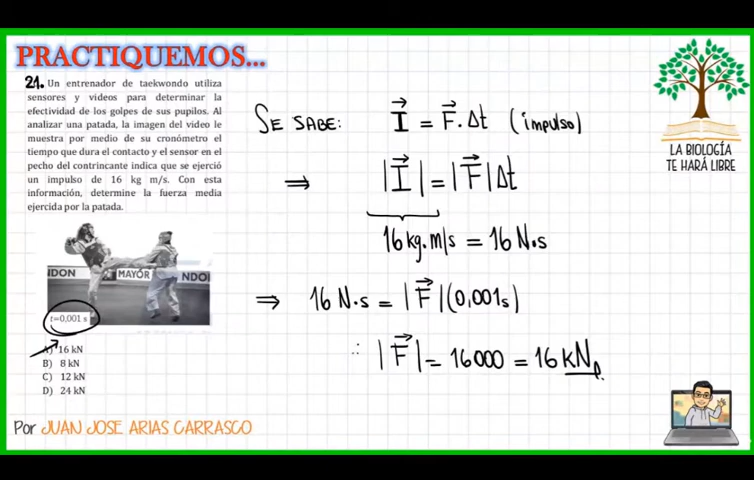 PRACTIQUEMOS...
21. Un entrenador de taekwondo utiliza
sensores y videos para determinar la
efectividad de los golpes de sus pupilos. Al
analizar una patada, la imagen del video le
muestra por medio de su cronómetro el
tiempo que dura el contacto y el sensor en el
pecho del contrincante indica que se ejerció
un impulso de 16 kg m/s. Con esta
información, determine la fuerza media
ejercida por la patada.
NDON MAYOR NDOI
t=0,001 s
A) 16 kN
B) 8 kN
C) 12 kN
D) 24 kN
Por JUAN JOSE ARIAS CARRASCO
SE SABE: I⃗ = F⃗ . Δt (impulso)
⇒ |I⃗| = |F⃗| Δt
16 kg.m/s = 16 N.s
⇒ 16 N.s = |F⃗| (0,001s)
∴ |F⃗| = 16000 = 16 kN
LA BIOLOGÍA
TE HARÁ LIBRE